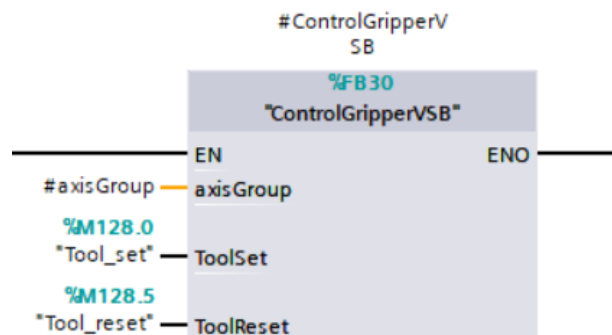 #ControlGripperV
SB
%FB30
"ControlGripperVSB"
EN ENO
#axisGroup axisGroup
%M128.0
"Tool_set" ToolSet
%M128.5
"Tool_reset" ToolReset